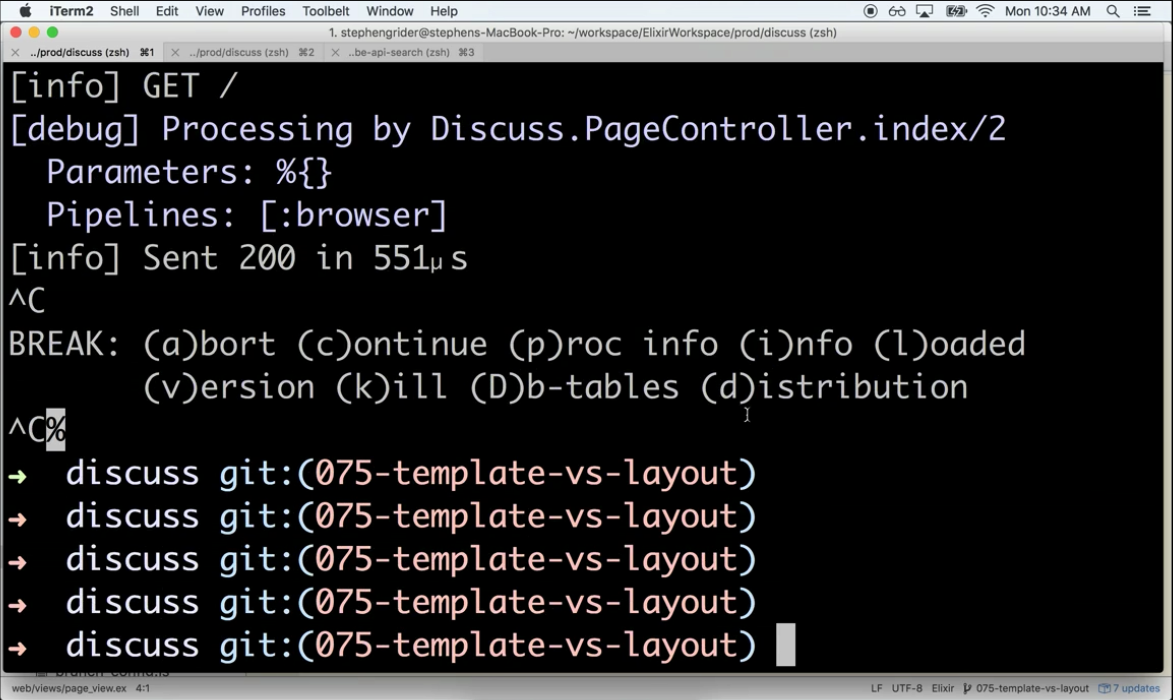 iTerm2 Shell Edit View Profiles Toolbelt Window Help Mon 10:34 AM
1. stephengrider@stephens-MacBook-Pro: ~/workspace/ElixirWorkspace/prod/discuss (zsh)
../prod/discuss (zsh) ⌘1 ../prod/discuss (zsh) ⌘2 ..be-api-search (zsh) ⌘3
[info] GET /
[debug] Processing by Discuss.PageController.index/2
Parameters: %{}
Pipelines: [:browser]
[info] Sent 200 in 551µs
^C
BREAK: (a)bort (c)ontinue (p)roc info (i)nfo (l)oaded
(v)ersion (k)ill (D)b-tables (d)istribution
^C%
➜ discuss git:(075-template-vs-layout)
➜ discuss git:(075-template-vs-layout)
➜ discuss git:(075-template-vs-layout)
➜ discuss git:(075-template-vs-layout)
➜ discuss git:(075-template-vs-layout)
web/views/page_view.ex 4:1 LF UTF-8 Elixir 075-template-vs-layout 7 updates